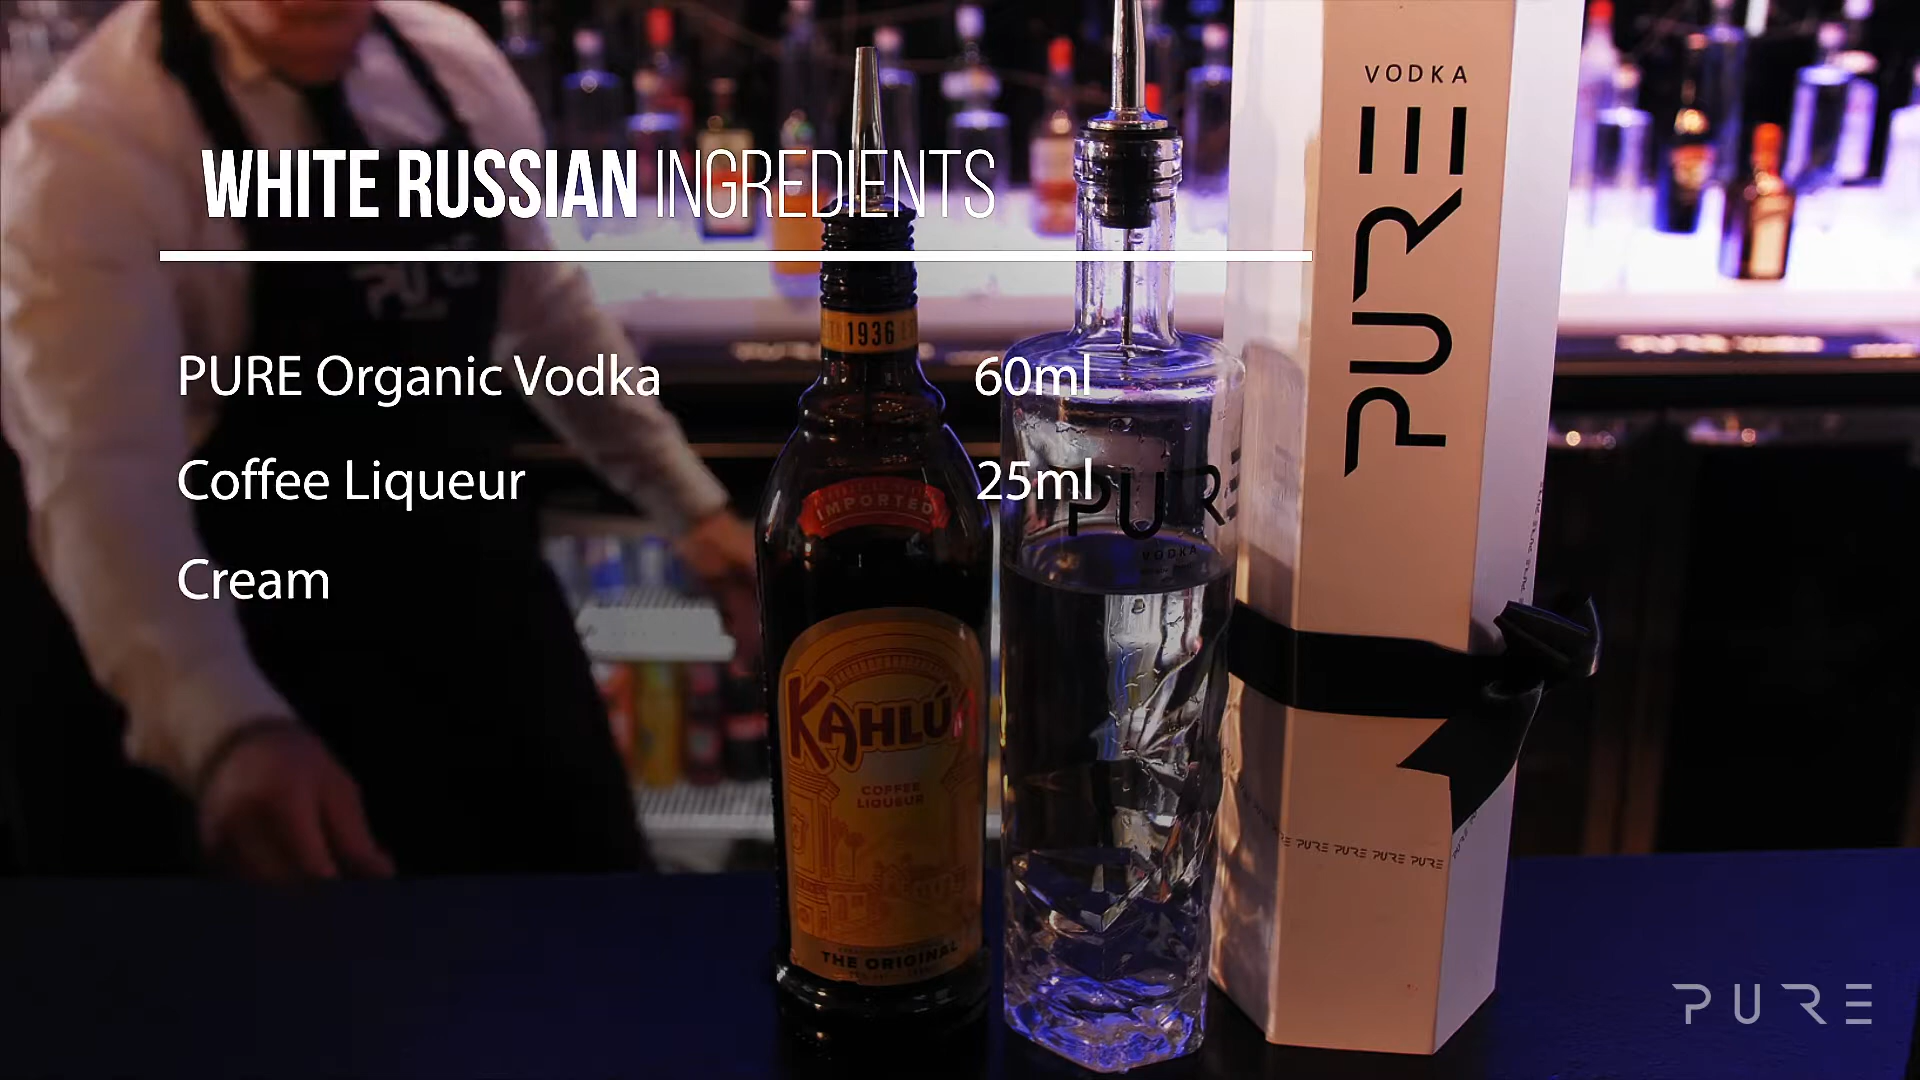 WHITE RUSSIAN INGREDIENTS
PURE Organic Vodka 60ml
Coffee Liqueur 25ml
Cream
1936
IMPORTED
KAHLÚA
COFFEE
LIQUEUR
THE ORIGINAL
PURE
VODKA
VODKA
PURE
PURE PURE PURE PURE
PURE